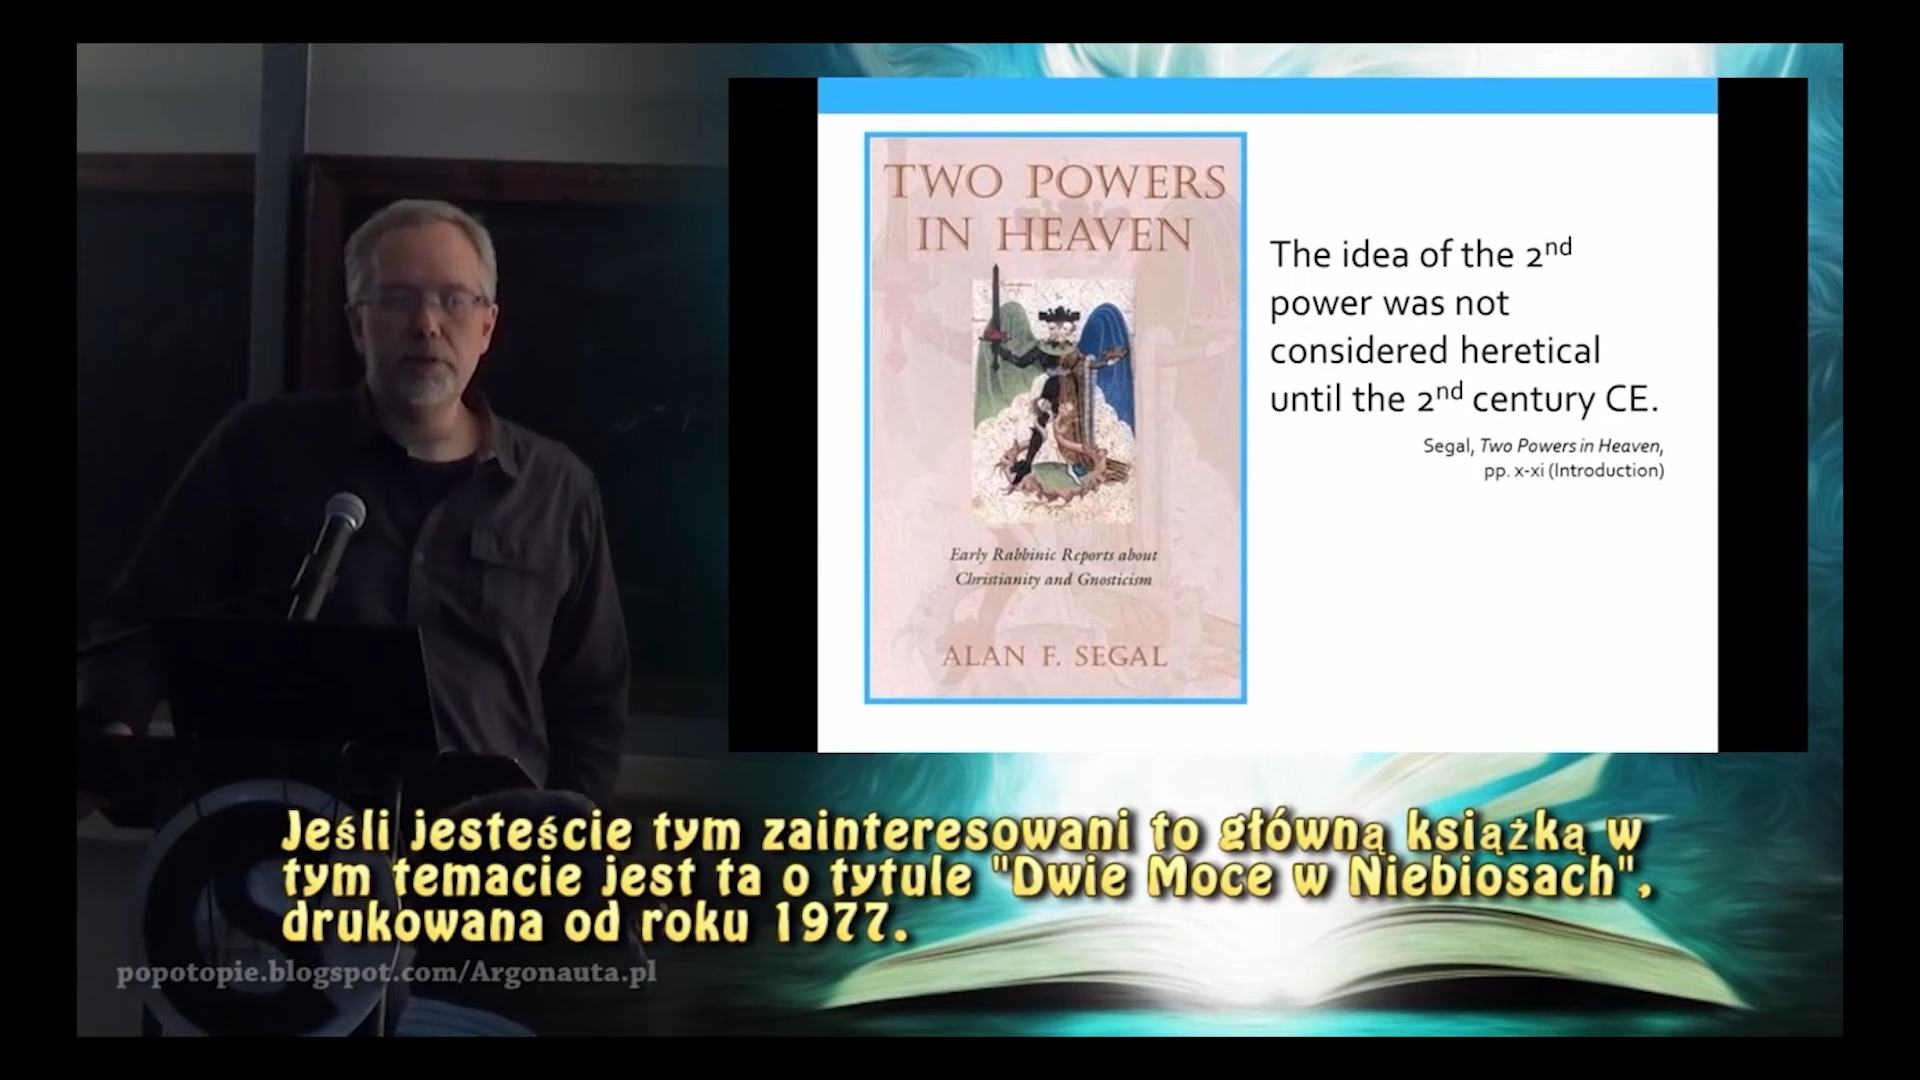 TWO POWERS
IN HEAVEN
Early Rabbinic Reports about
Christianity and Gnosticism
ALAN F. SEGAL
The idea of the 2nd
power was not
considered heretical
until the 2nd century CE.
Segal, Two Powers in Heaven,
pp. x-xi (Introduction)
Jeśli jesteście tym zainteresowani to główną książką w
tym temacie jest ta o tytule "Dwie Moce w Niebiosach",
drukowana od roku 1977.
popotopie.blogspot.com/Argonauta.pl